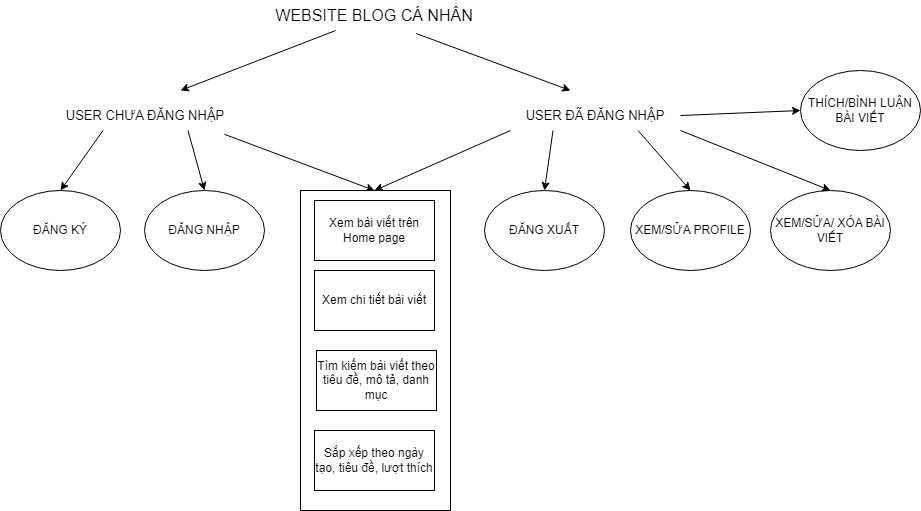 WEBSITE BLOG CÁ NHÂN
USER CHƯA ĐĂNG NHẬP
USER ĐÃ ĐĂNG NHẬP
THÍCH/BÌNH LUẬN
BÀI VIẾT
ĐĂNG KÝ
ĐĂNG NHẬP
Xem bài viết trên
Home page
Xem chi tiết bài viết
Tìm kiếm bài viết theo
tiêu đề, mô tả, danh
mục
Sắp xếp theo ngày
tạo, tiêu đề, lượt thích
ĐĂNG XUẤT
XEM/SỬA PROFILE
XEM/SỬA/ XÓA BÀI
VIẾT